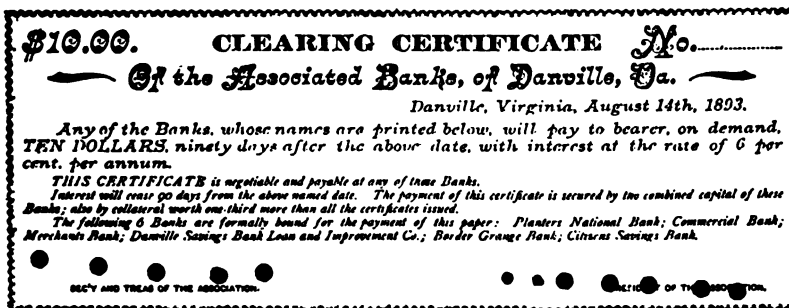 $10.00. CLEARING CERTIFICATE No.
Of the Associated Banks, of Danville, Va.
Danville, Virginia, August 14th, 1893.
Any of the Banks, whose names are printed below, will pay to bearer, on demand,
TEN DOLLARS, ninety days after the above date, with interest at the rate of 6 per
cent. per annum.
THIS CERTIFICATE is negotiable and payable at any of these Banks.
Interest will cease 90 days from the above named date. The payment of this certificate is secured by the combined capital of these
Banks; also by collateral worth one-third more than all the certificates issued.
The following 6 Banks are formally bound for the payment of this paper: Planters National Bank; Commercial Bank;
Merchants Bank; Danville Savings Bank Loan and Improvement Co.; Border Grange Bank; Citizens Savings Bank.
SEC'Y AND TREAS OF THE ASSOCIATION. PRESIDENT OF THE ASSOCIATION.